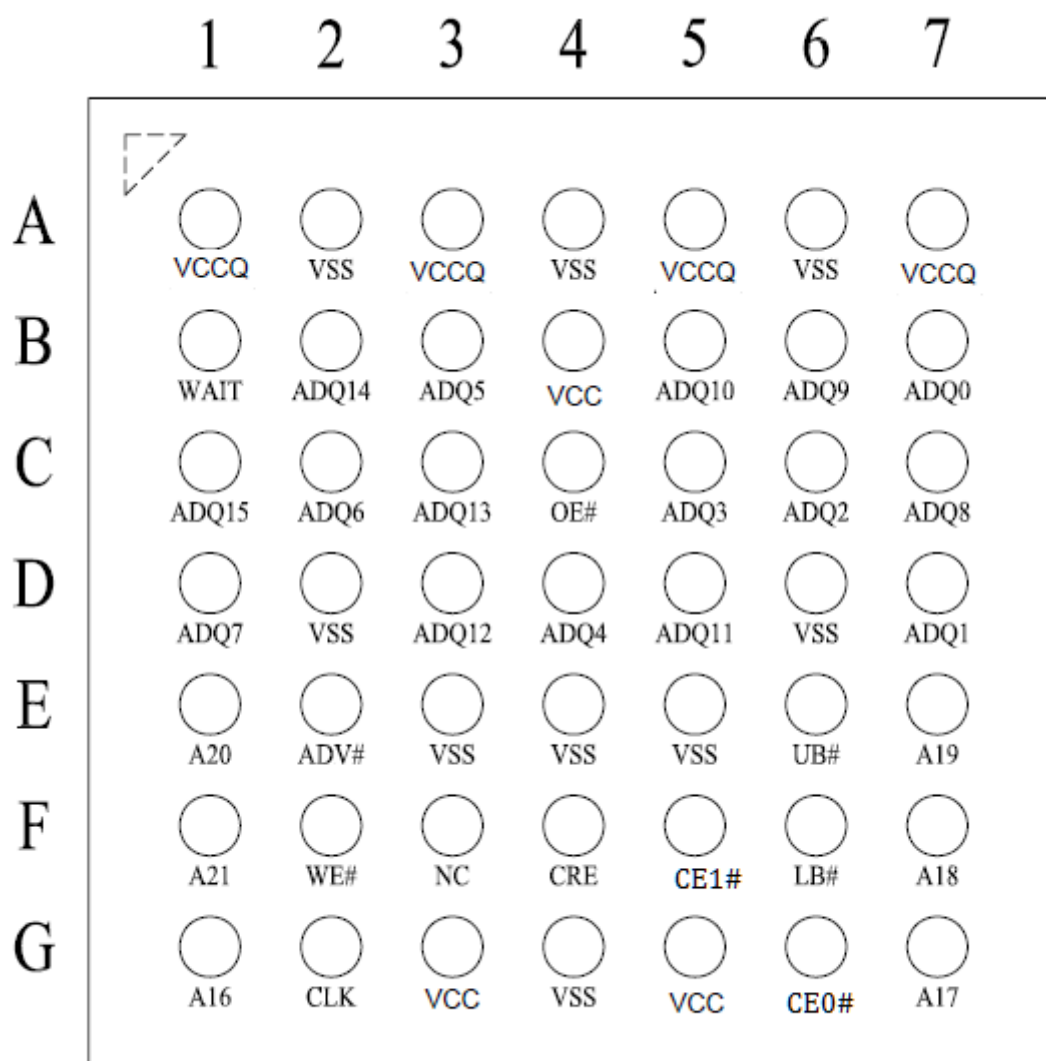 1 2 3 4 5 6 7
A
VCCQ VSS VCCQ VSS VCCQ VSS VCCQ
B
WAIT ADQ14 ADQ5 VCC ADQ10 ADQ9 ADQ0
C
ADQ15 ADQ6 ADQ13 OE# ADQ3 ADQ2 ADQ8
D
ADQ7 VSS ADQ12 ADQ4 ADQ11 VSS ADQ1
E
A20 ADV# VSS VSS VSS UB# A19
F
A21 WE# NC CRE CE1# LB# A18
G
A16 CLK VCC VSS VCC CE0# A17